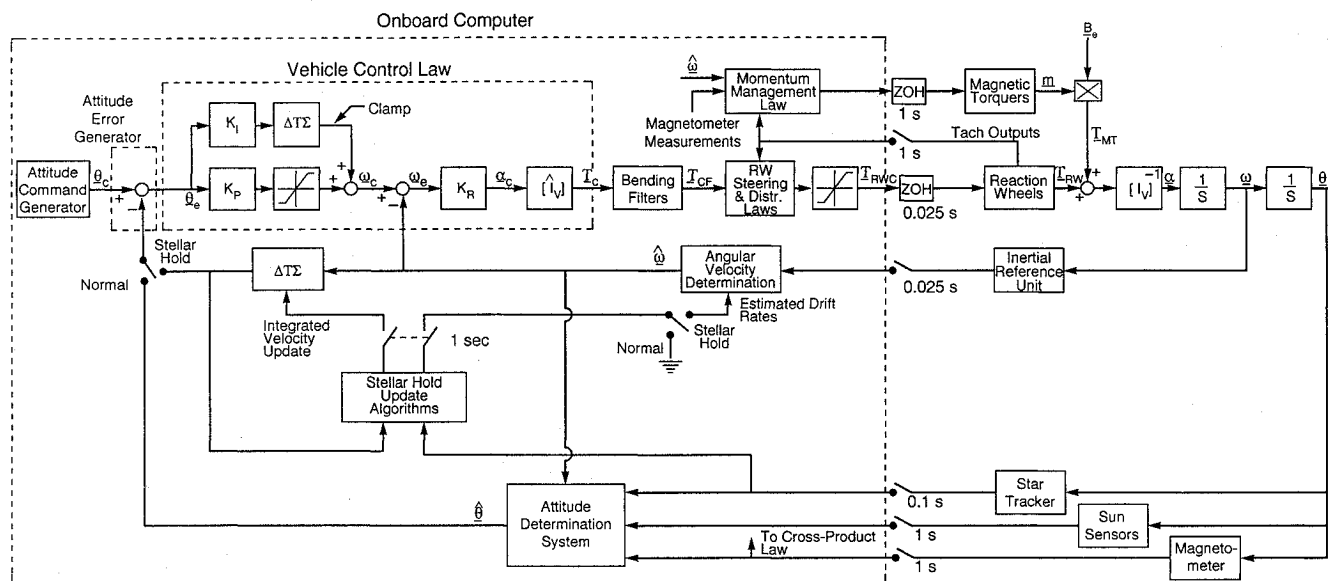 Onboard Computer
Vehicle Control Law
Attitude
Error
Generator
Clamp
K_I
ΔTΣ
Attitude
Command
Generator
θ_c
+
−
θ_e
K_P
+
+
ω_c
+
−
ω_e
K_R
α_c
[Î_V]
T_c
Bending
Filters
T_CF
RW
Steering
& Distr.
Laws
T_RWC
ZOH
0.025 s
Reaction
Wheels
T_RW
+
+
[I_V]^-1
α
1
S
ω
1
S
θ
ω̂
Momentum
Management
Law
Magnetometer
Measurements
ZOH
1 s
Magnetic
Torquers
m
B_e
T_MT
Tach Outputs
1 s
Stellar
Hold
Normal
ΔTΣ
ω̂
Angular
Velocity
Determination
0.025 s
Inertial
Reference
Unit
Integrated
Velocity
Update
1 sec
Estimated Drift
Rates
Stellar
Hold
Normal
Stellar Hold
Update
Algorithms
θ̂
Attitude
Determination
System
0.1 s
Star
Tracker
1 s
Sun
Sensors
To Cross-Product
Law
1 s
Magneto-
meter